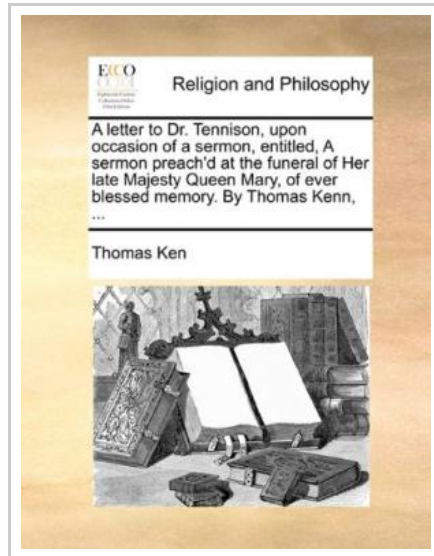 ECCO
Religion and Philosophy
A letter to Dr. Tennison, upon
occasion of a sermon, entitled, A
sermon preach'd at the funeral of Her
late Majesty Queen Mary, of ever
blessed memory. By Thomas Kenn,
...
Thomas Ken